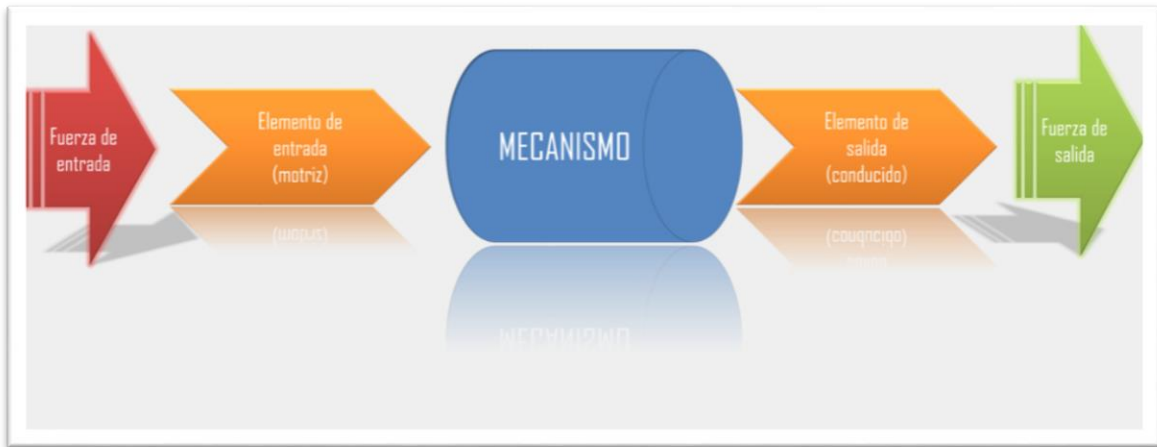 Fuerza de
entrada
Elemento de
entrada
(motriz)
MECANISMO
Elemento de
salida
(conducido)
Fuerza de
salida